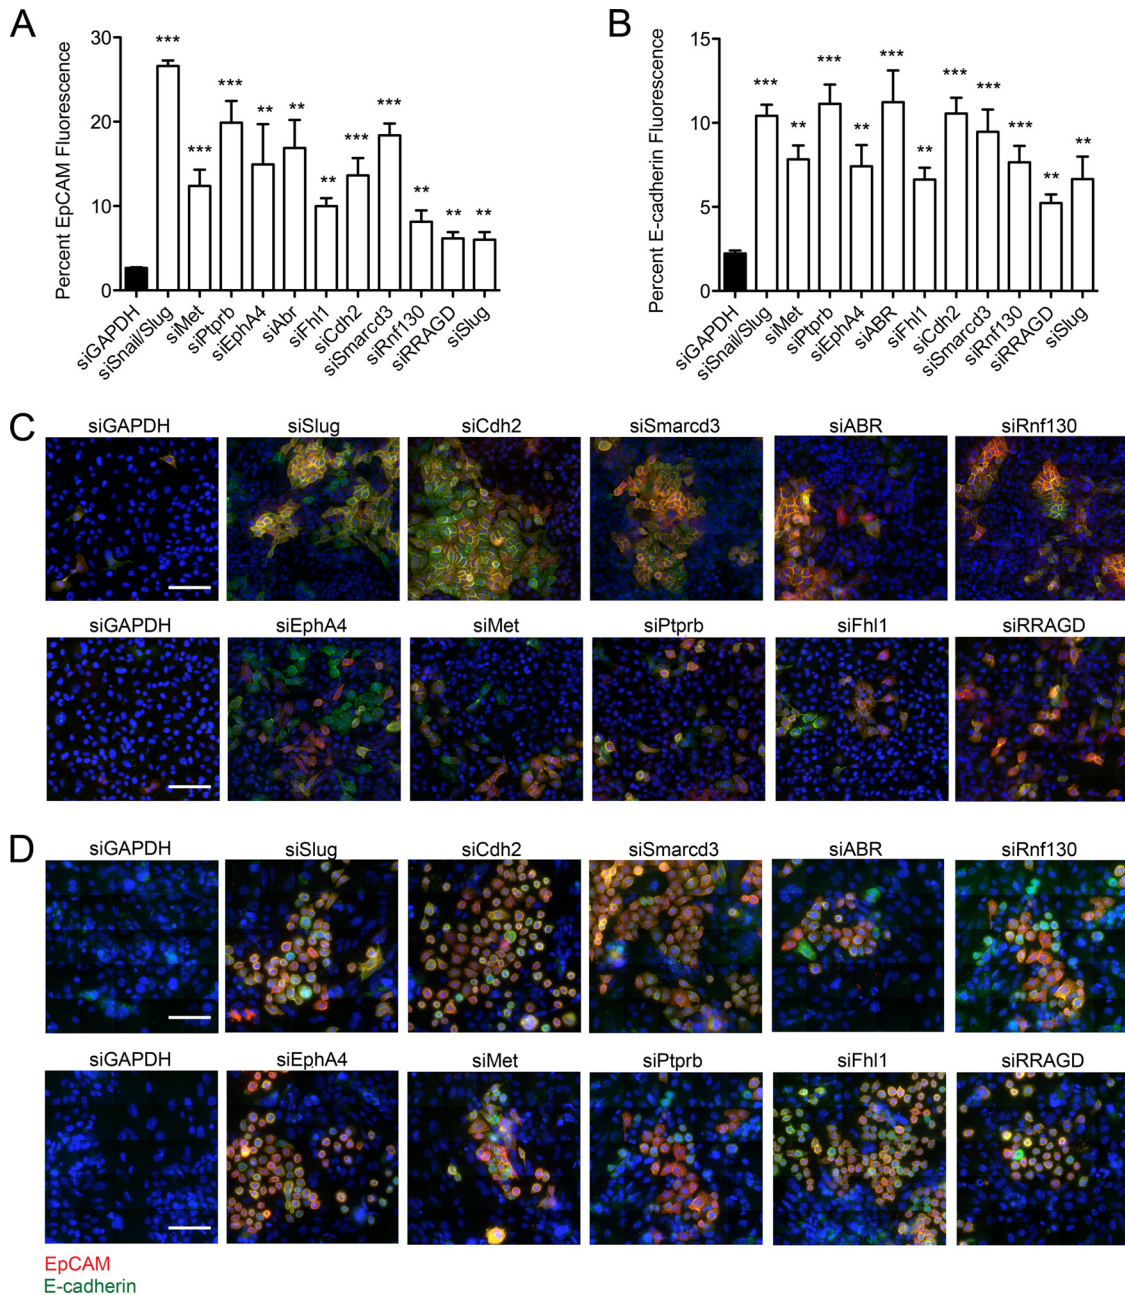 A
Percent EpCAM Fluorescence
30
20
10
0
*** *** *** ** ** ** *** *** ** ** **
siGAPDH
siSnail/Slug
siMet
siPtprb
siEphA4
siAbr
siFhl1
siCdh2
siSmarcd3
siRnf130
siRRAGD
siSlug
B
Percent E-cadherin Fluorescence
15
10
5
0
*** ** *** ** *** ** *** *** *** ** **
siGAPDH
siSnail/Slug
siMet
siPtprb
siEphA4
siABR
siFhl1
siCdh2
siSmarcd3
siRnf130
siRRAGD
siSlug
C
siGAPDH siSlug siCdh2 siSmarcd3 siABR siRnf130
siGAPDH siEphA4 siMet siPtprb siFhl1 siRRAGD
D
siGAPDH siSlug siCdh2 siSmarcd3 siABR siRnf130
siGAPDH siEphA4 siMet siPtprb siFhl1 siRRAGD
EpCAM
E-cadherin